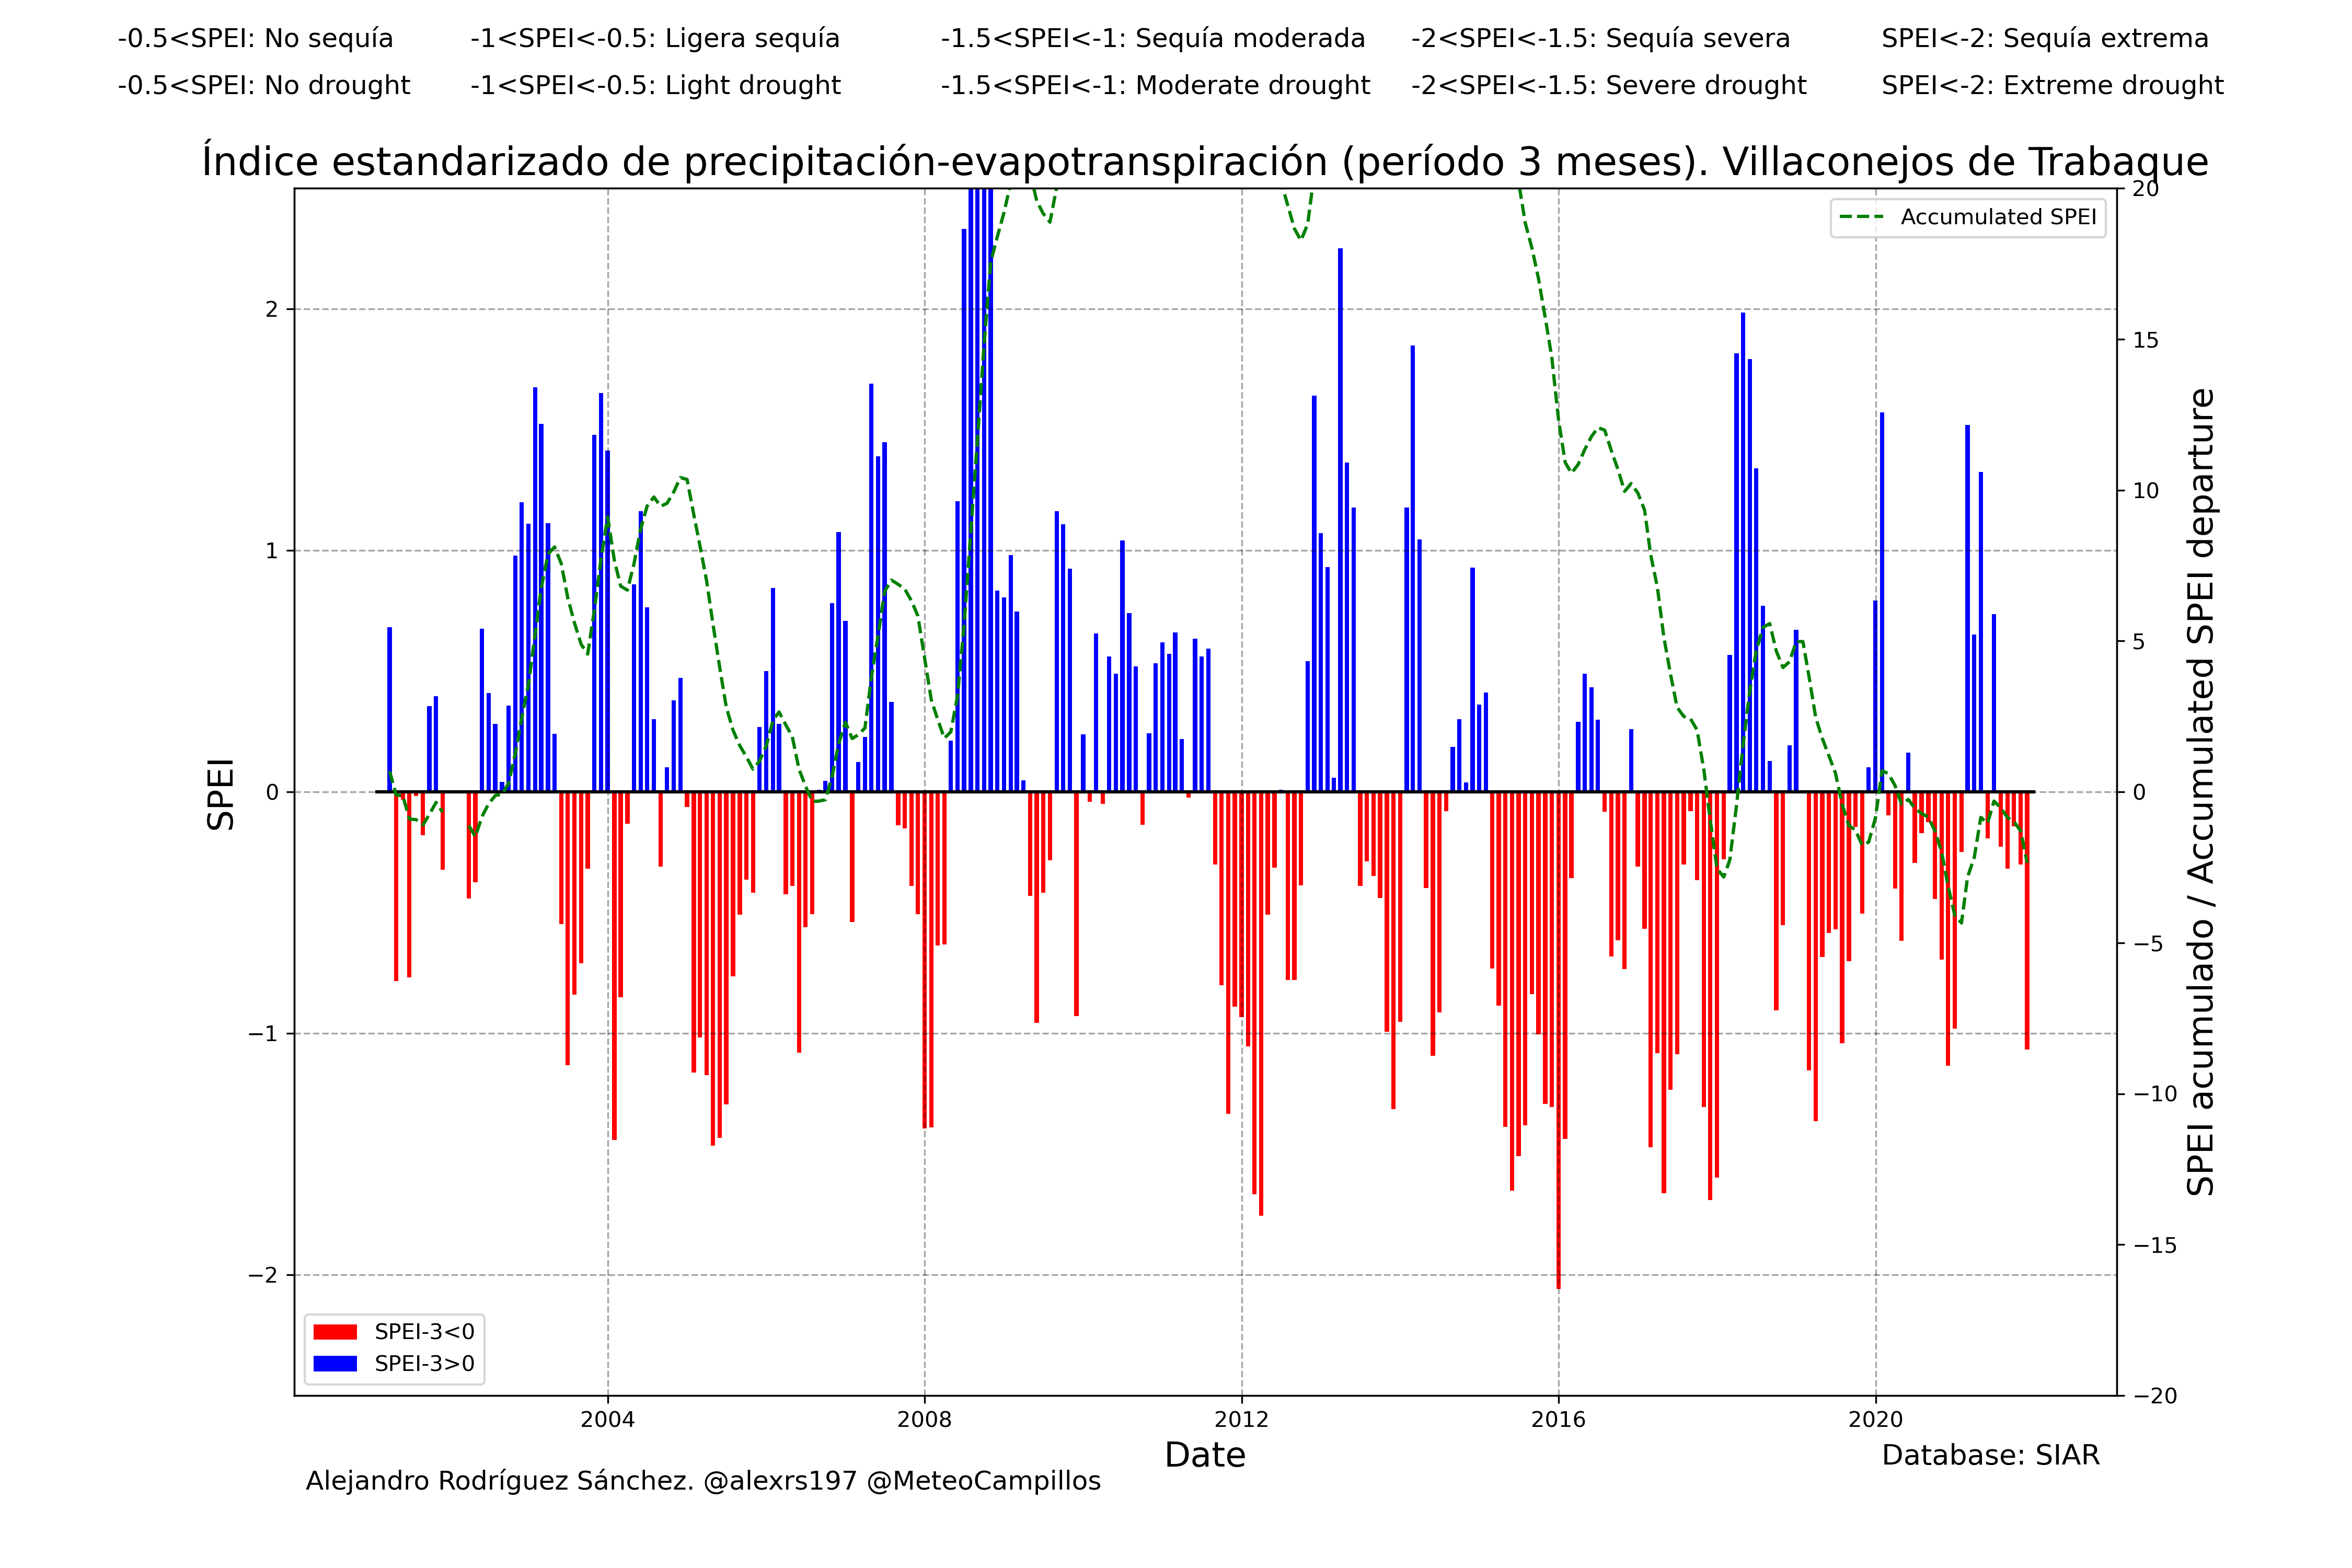 -0.5<SPEI: No sequía -1<SPEI<-0.5: Ligera sequía -1.5<SPEI<-1: Sequía moderada -2<SPEI<-1.5: Sequía severa SPEI<-2: Sequía extrema
-0.5<SPEI: No drought -1<SPEI<-0.5: Light drought -1.5<SPEI<-1: Moderate drought -2<SPEI<-1.5: Severe drought SPEI<-2: Extreme drought
Índice estandarizado de precipitación-evapotranspiración (período 3 meses). Villaconejos de Trabaque
Accumulated SPEI
2
1
0
−1
−2
SPEI
20
15
10
5
0
−5
−10
−15
−20
SPEI acumulado / Accumulated SPEI departure
SPEI-3<0
SPEI-3>0
2004 2008 2012 2016 2020
Date
Database: SIAR
Alejandro Rodríguez Sánchez. @alexrs197 @MeteoCampillos